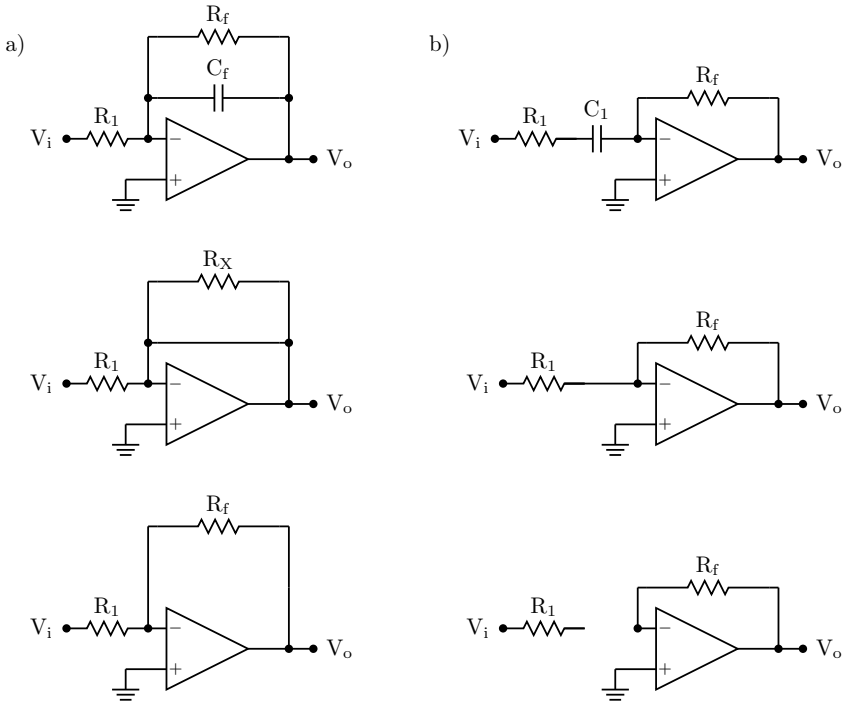 a)
R_f
C_f
R_1
V_i
−
+
V_o
b)
R_f
C_1
R_1
V_i
−
+
V_o
R_X
R_1
V_i
−
+
V_o
R_f
R_1
V_i
−
+
V_o
R_f
R_1
V_i
−
+
V_o
R_f
R_1
V_i
−
+
V_o